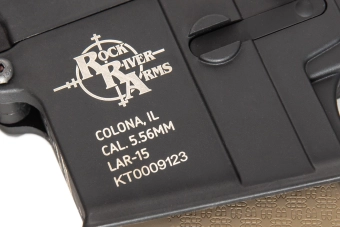 ROCK
RIVER
ARMS
COLONA, IL
CAL. 5.56MM
LAR-15
KT0009123